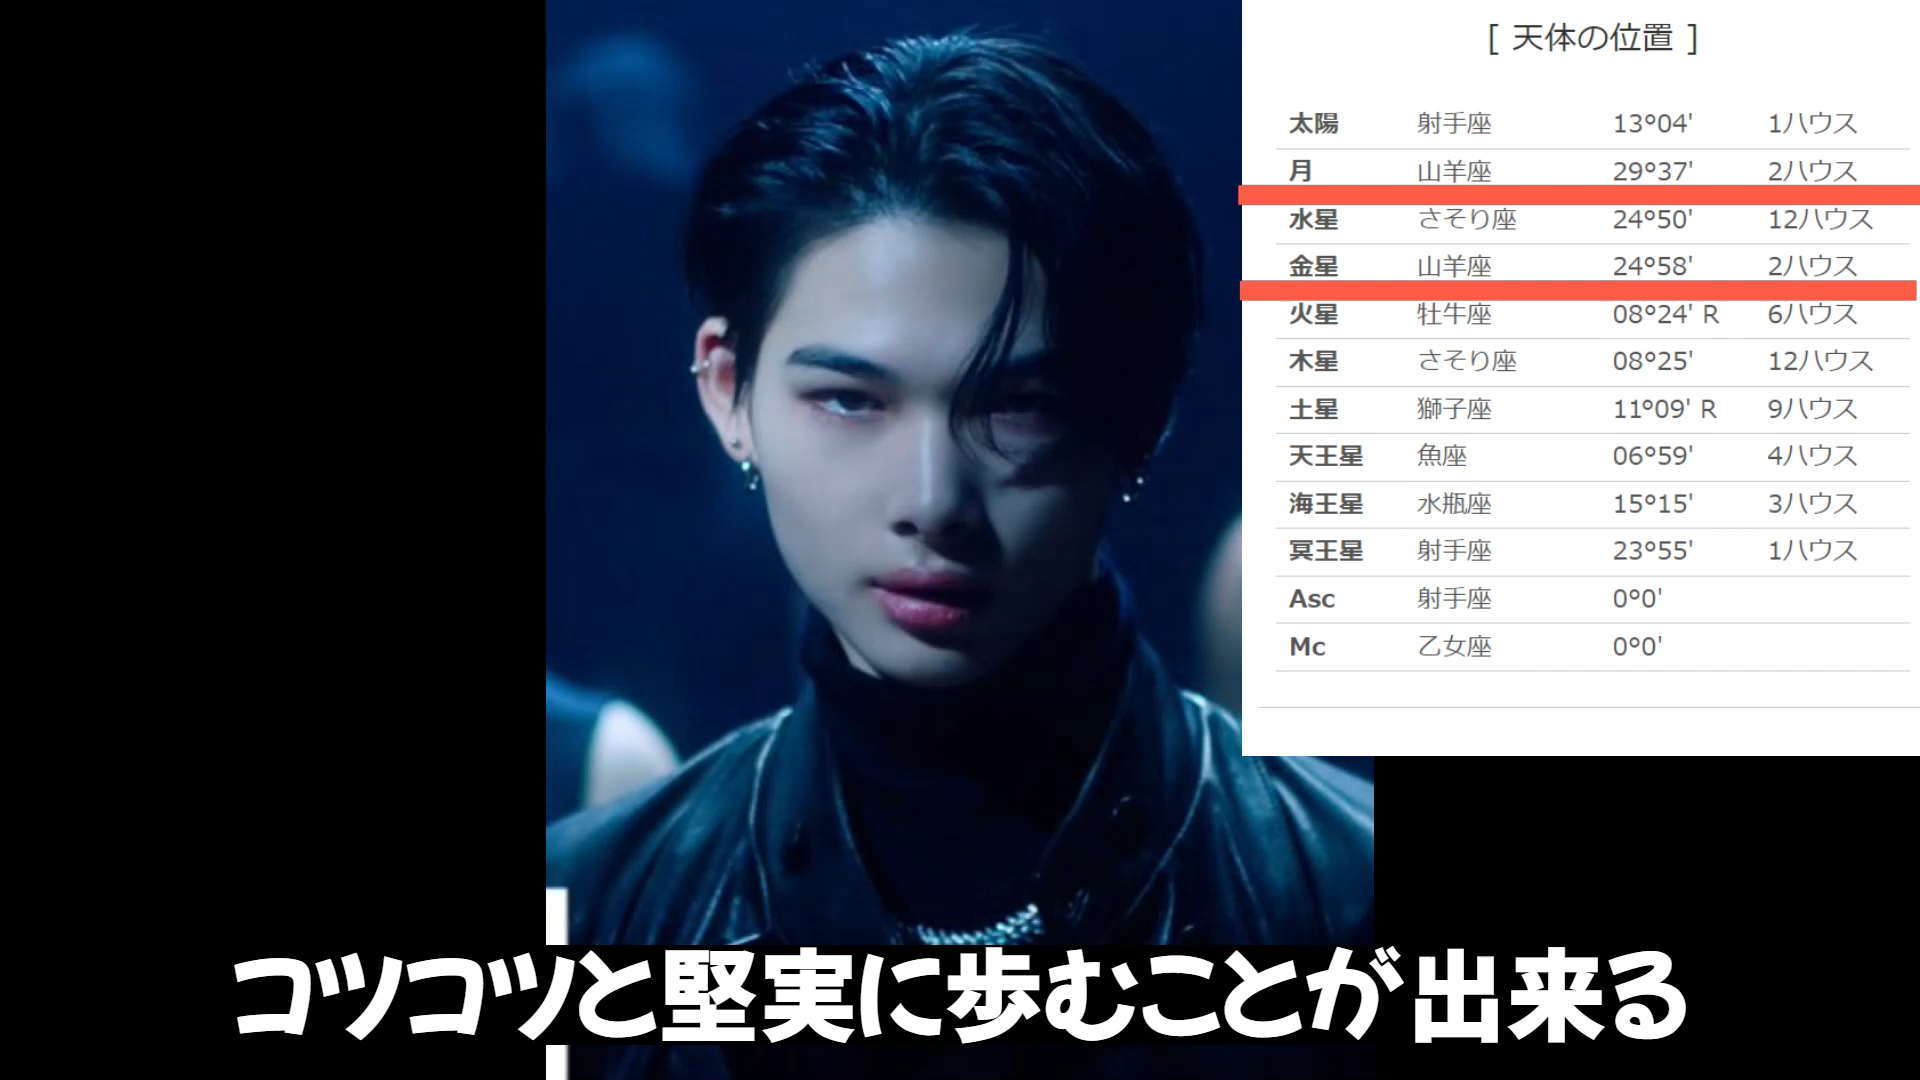 [ 天体の位置 ]
太陽 射手座 13°04' 1ハウス
月 山羊座 29°37' 2ハウス
水星 さそり座 24°50' 12ハウス
金星 山羊座 24°58' 2ハウス
火星 牡牛座 08°24' R 6ハウス
木星 さそり座 08°25' 12ハウス
土星 獅子座 11°09' R 9ハウス
天王星 魚座 06°59' 4ハウス
海王星 水瓶座 15°15' 3ハウス
冥王星 射手座 23°55' 1ハウス
Asc 射手座 0°0'
Mc 乙女座 0°0'
コツコツと堅実に歩むことが出来る